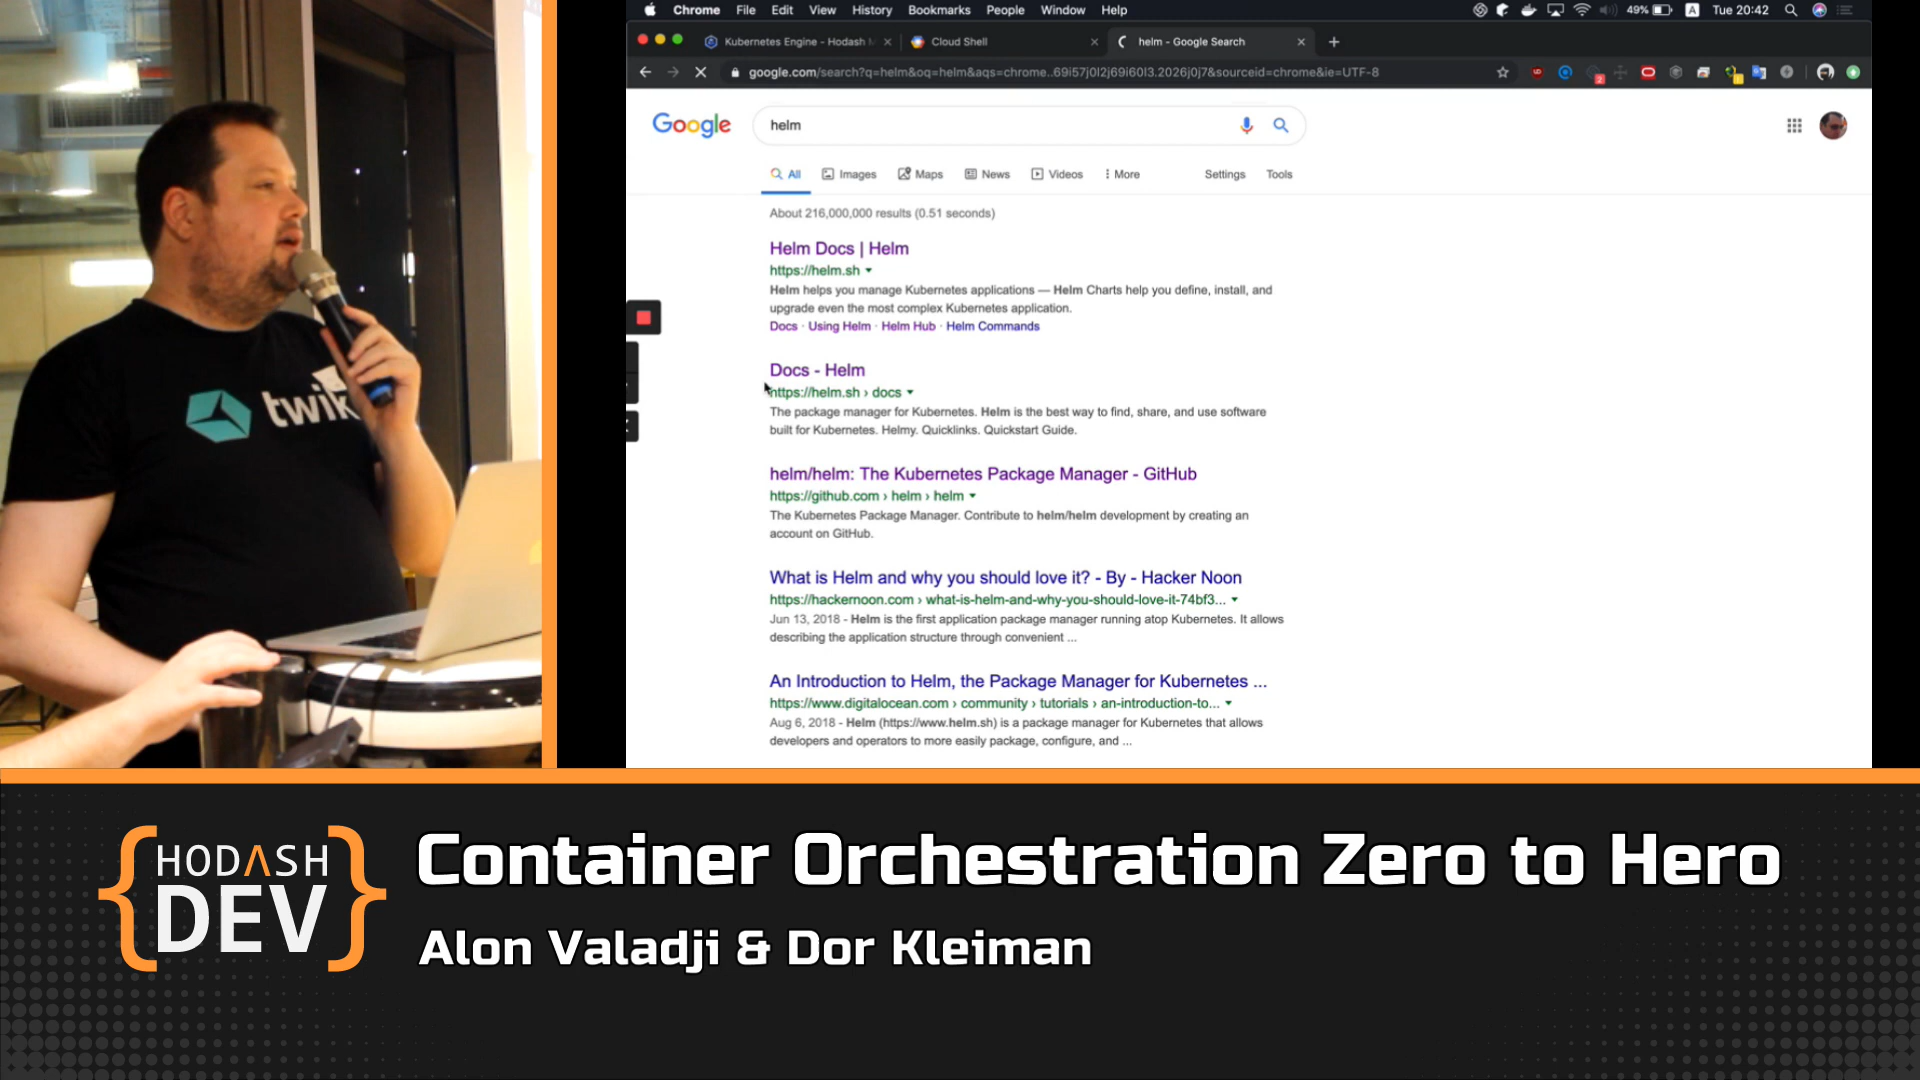 Chrome File Edit View History Bookmarks People Window Help
49% A Tue 20:42
Kubernetes Engine - Hodash
Cloud Shell
helm - Google Search
google.com/search?q=helm&oq=helm&aqs=chrome..69i57j0l2j69i60l3.2026j0j7&sourceid=chrome&ie=UTF-8
Google
helm
All Images Maps News Videos More Settings Tools
About 216,000,000 results (0.51 seconds)
Helm Docs | Helm
https://helm.sh
Helm helps you manage Kubernetes applications — Helm Charts help you define, install, and
upgrade even the most complex Kubernetes application.
Docs · Using Helm · Helm Hub · Helm Commands
Docs - Helm
https://helm.sh › docs
The package manager for Kubernetes. Helm is the best way to find, share, and use software
built for Kubernetes. Helmy. Quicklinks. Quickstart Guide.
helm/helm: The Kubernetes Package Manager - GitHub
https://github.com › helm › helm
The Kubernetes Package Manager. Contribute to helm/helm development by creating an
account on GitHub.
What is Helm and why you should love it? - By - Hacker Noon
https://hackernoon.com › what-is-helm-and-why-you-should-love-it-74bf3...
Jun 13, 2018 - Helm is the first application package manager running atop Kubernetes. It allows
describing the application structure through convenient ...
An Introduction to Helm, the Package Manager for Kubernetes ...
https://www.digitalocean.com › community › tutorials › an-introduction-to...
Aug 6, 2018 - Helm (https://www.helm.sh) is a package manager for Kubernetes that allows
developers and operators to more easily package, configure, and ...
twik
{HODASH
DEV}
Container Orchestration Zero to Hero
Alon Valadji & Dor Kleiman